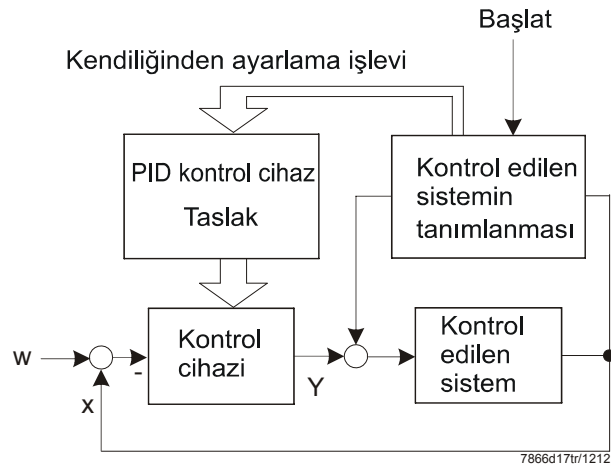 Başlat
Kendiliğinden ayarlama işlevi
PID kontrol cihaz
Taslak
Kontrol edilen
sistemin
tanımlanması
Kontrol
cihazi
Kontrol
edilen
sistem
w
-
x
Y
7866d17tr/1212